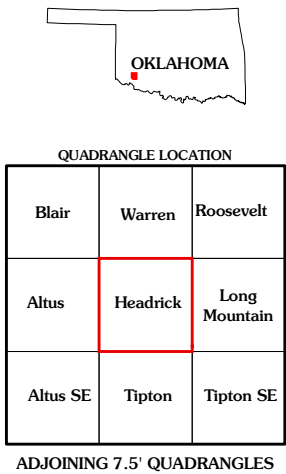 OKLAHOMA
QUADRANGLE LOCATION
Blair Warren Roosevelt
Altus Headrick Long
Mountain
Altus SE Tipton Tipton SE
ADJOINING 7.5' QUADRANGLES